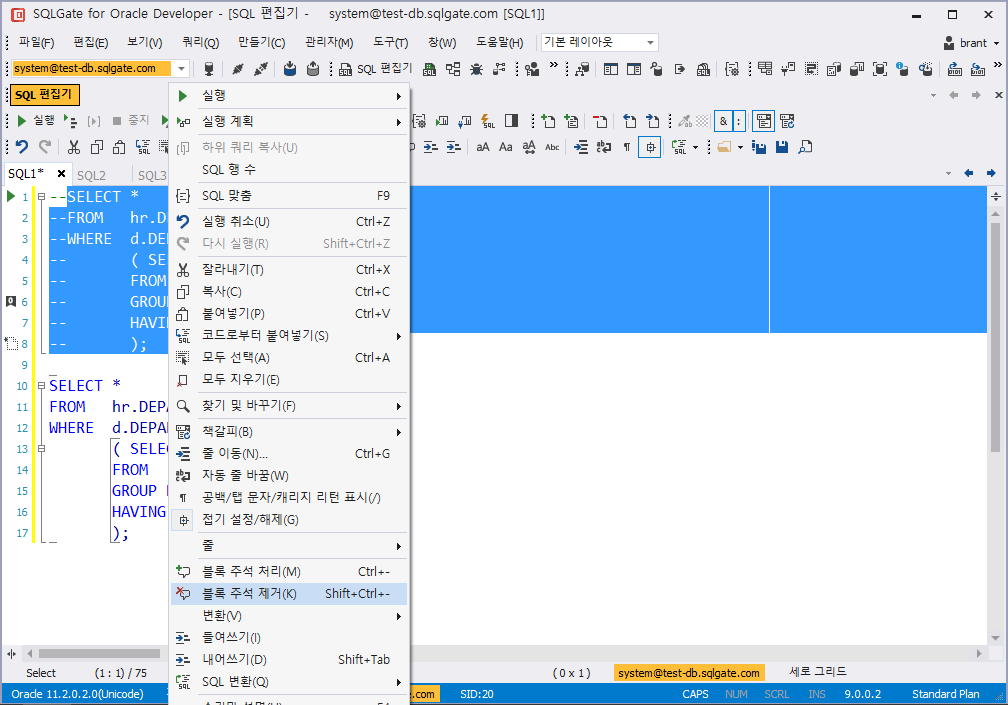 SQLGate for Oracle Developer - [SQL 편집기 - system@test-db.sqlgate.com [SQL1]]
파일(F) 편집(E) 보기(V) 쿼리(Q) 만들기(C) 관리자(M) 도구(T) 창(W) 도움말(H) 기본 레이아웃 brant
system@test-db.sqlgate.com SQL 편집기
SQL 편집기
실행 중지
SQL1* SQL2 SQL3
1 --SELECT *
2 --FROM hr.D
3 --WHERE d.DE
4 -- ( SE
5 -- FROM
6 -- GROU
7 -- HAVIN
8 -- );
9
10 SELECT *
11 FROM hr.DEPA
12 WHERE d.DEPA
13 ( SELEC
14 FROM
15 GROUP
16 HAVING
17 );
실행
실행 계획
하위 쿼리 복사(U)
SQL 행 수
SQL 맞춤 F9
실행 취소(U) Ctrl+Z
다시 실행(R) Shift+Ctrl+Z
잘라내기(T) Ctrl+X
복사(C) Ctrl+C
붙여넣기(P) Ctrl+V
코드로부터 붙여넣기(S)
모두 선택(A) Ctrl+A
모두 지우기(E)
찾기 및 바꾸기(F)
책갈피(B)
줄 이동(N)... Ctrl+G
자동 줄 바꿈(W)
공백/탭 문자/캐리지 리턴 표시(/)
접기 설정/해제(G)
줄
블록 주석 처리(M) Ctrl+-
블록 주석 제거(K) Shift+Ctrl+-
변환(V)
들여쓰기(I)
내어쓰기(D) Shift+Tab
SQL 변환(Q)
Select (1 : 1) / 75 ( 0 x 1 ) system@test-db.sqlgate.com 세로 그리드
Oracle 11.2.0.2.0(Unicode) .com SID:20 CAPS NUM SCRL INS 9.0.0.2 Standard Plan